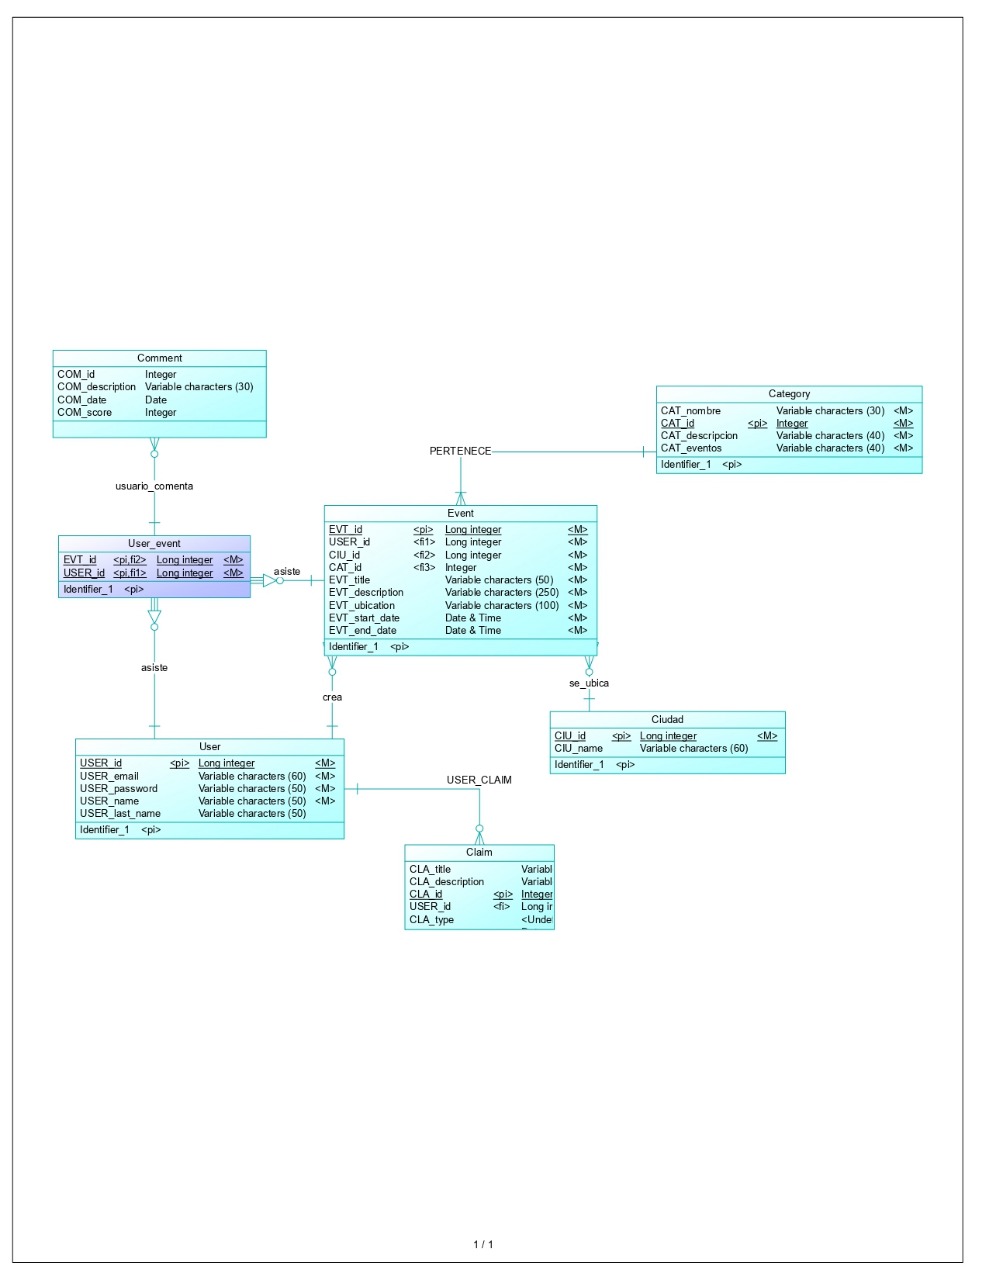 Comment
COM_id Integer
COM_description Variable characters (30)
COM_date Date
COM_score Integer
usuario_comenta
User_event
EVT_id <pi,fi2> Long integer <M>
USER_id <pi,fi1> Long integer <M>
Identifier_1 <pi>
asiste
asiste
PERTENECE
Category
CAT_nombre Variable characters (30) <M>
CAT_id <pi> Integer <M>
CAT_descripcion Variable characters (40) <M>
CAT_eventos Variable characters (40) <M>
Identifier_1 <pi>
Event
EVT_id <pi> Long integer <M>
USER_id <fi1> Long integer <M>
CIU_id <fi2> Long integer <M>
CAT_id <fi3> Integer <M>
EVT_title Variable characters (50) <M>
EVT_description Variable characters (250) <M>
EVT_ubication Variable characters (100) <M>
EVT_start_date Date & Time <M>
EVT_end_date Date & Time <M>
Identifier_1 <pi>
crea
se_ubica
Ciudad
CIU_id <pi> Long integer <M>
CIU_name Variable characters (60)
Identifier_1 <pi>
User
USER_id <pi> Long integer <M>
USER_email Variable characters (60) <M>
USER_password Variable characters (50) <M>
USER_name Variable characters (50) <M>
USER_last_name Variable characters (50)
Identifier_1 <pi>
USER_CLAIM
Claim
CLA_title Variabl
CLA_description Variabl
CLA_id <pi> Integer
USER_id <fi> Long ir
CLA_type <Unde
1 / 1